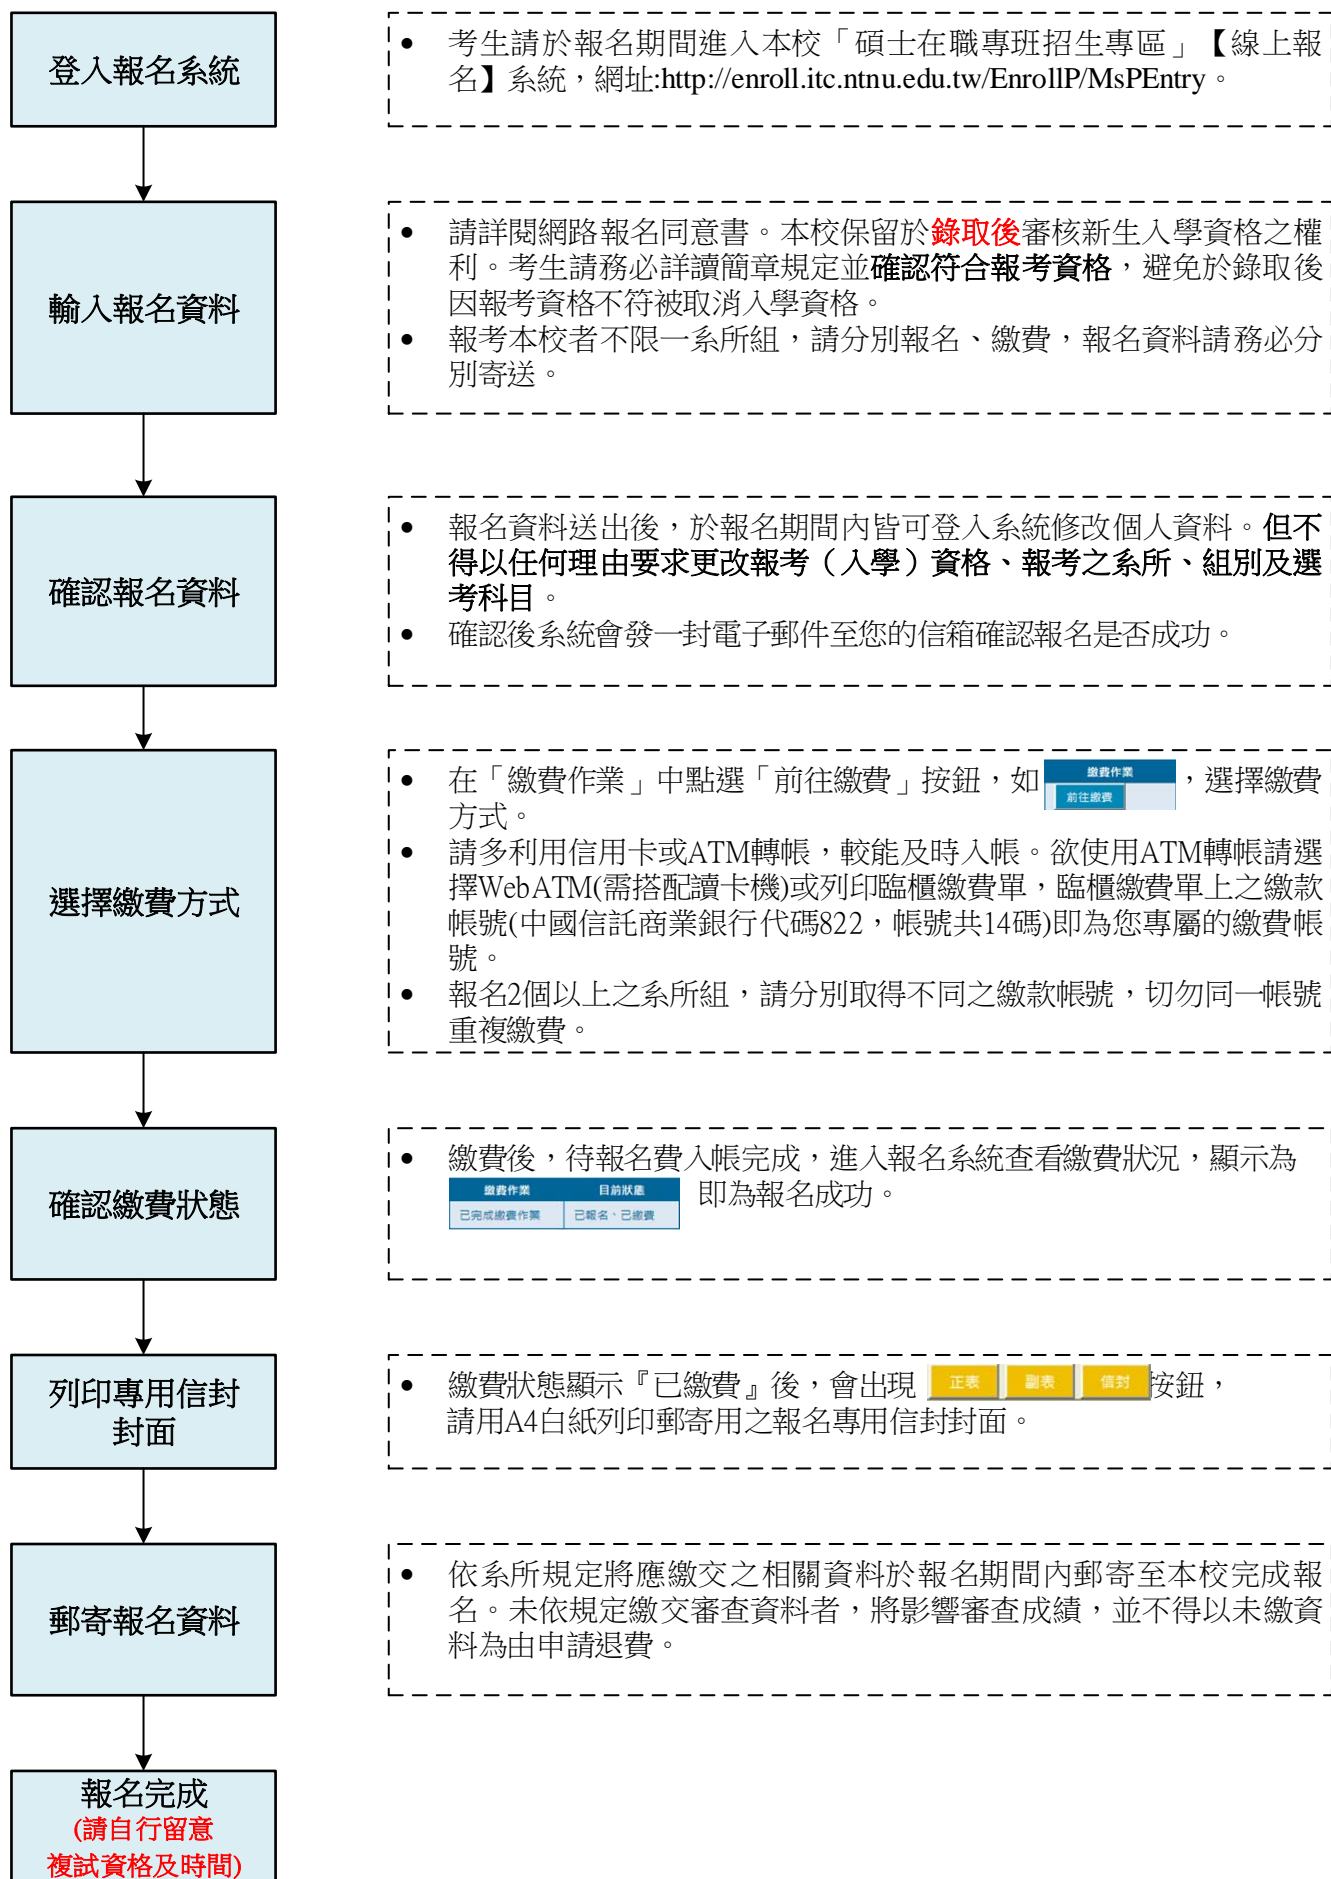 登入報名系統
• 考生請於報名期間進入本校「碩士在職專班招生專區」【線上報
名】系統，網址:http://enroll.itc.ntnu.edu.tw/EnrollP/MsPEntry。
輸入報名資料
• 請詳閱網路報名同意書。本校保留於錄取後審核新生入學資格之權
利。考生請務必詳讀簡章規定並確認符合報考資格，避免於錄取後
因報考資格不符被取消入學資格。
• 報考本校者不限一系所組，請分別報名、繳費，報名資料請務必分
別寄送。
確認報名資料
• 報名資料送出後，於報名期間內皆可登入系統修改個人資料。但不
得以任何理由要求更改報考（入學）資格、報考之系所、組別及選
考科目。
• 確認後系統會發一封電子郵件至您的信箱確認報名是否成功。
選擇繳費方式
• 在「繳費作業」中點選「前往繳費」按鈕，如 繳費作業 前往繳費 ，選擇繳費
方式。
• 請多利用信用卡或ATM轉帳，較能及時入帳。欲使用ATM轉帳請選
擇WebATM(需搭配讀卡機)或列印臨櫃繳費單，臨櫃繳費單上之繳款
帳號(中國信託商業銀行代碼822，帳號共14碼)即為您專屬的繳費帳
號。
• 報名2個以上之系所組，請分別取得不同之繳款帳號，切勿同一帳號
重複繳費。
確認繳費狀態
• 繳費後，待報名費入帳完成，進入報名系統查看繳費狀況，顯示為
繳費作業 目前狀態 即為報名成功。
已完成繳費作業 已報名、已繳費
列印專用信封
封面
• 繳費狀態顯示『已繳費』後，會出現 正表 副表 信封 按鈕，
請用A4白紙列印郵寄用之報名專用信封封面。
郵寄報名資料
• 依系所規定將應繳交之相關資料於報名期間內郵寄至本校完成報
名。未依規定繳交審查資料者，將影響審查成績，並不得以未繳資
料為由申請退費。
報名完成
(請自行留意
複試資格及時間)